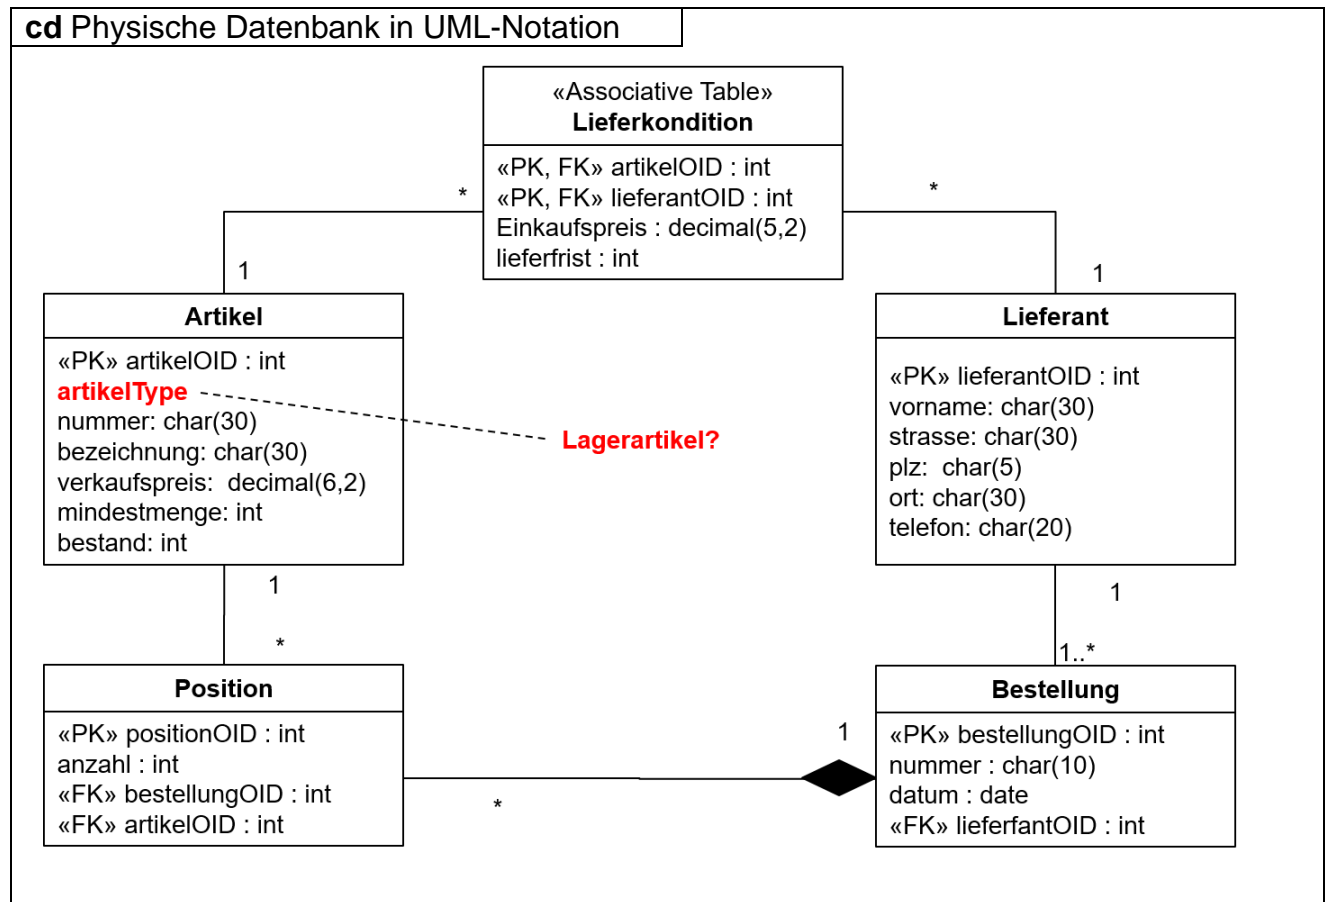 cd Physische Datenbank in UML-Notation
«Associative Table»
Lieferkondition
«PK, FK» artikelOID : int
«PK, FK» lieferantOID : int
Einkaufspreis : decimal(5,2)
lieferfrist : int
*
*
1
1
Artikel
«PK» artikelOID : int
artikelType
nummer: char(30)
bezeichnung: char(30)
verkaufspreis: decimal(6,2)
mindestmenge: int
bestand: int
Lagerartikel?
Lieferant
«PK» lieferantOID : int
vorname: char(30)
strasse: char(30)
plz: char(5)
ort: char(30)
telefon: char(20)
1
*
1
1..*
Position
«PK» positionOID : int
anzahl : int
«FK» bestellungOID : int
«FK» artikelOID : int
*
1
Bestellung
«PK» bestellungOID : int
nummer : char(10)
datum : date
«FK» lieferfantOID : int